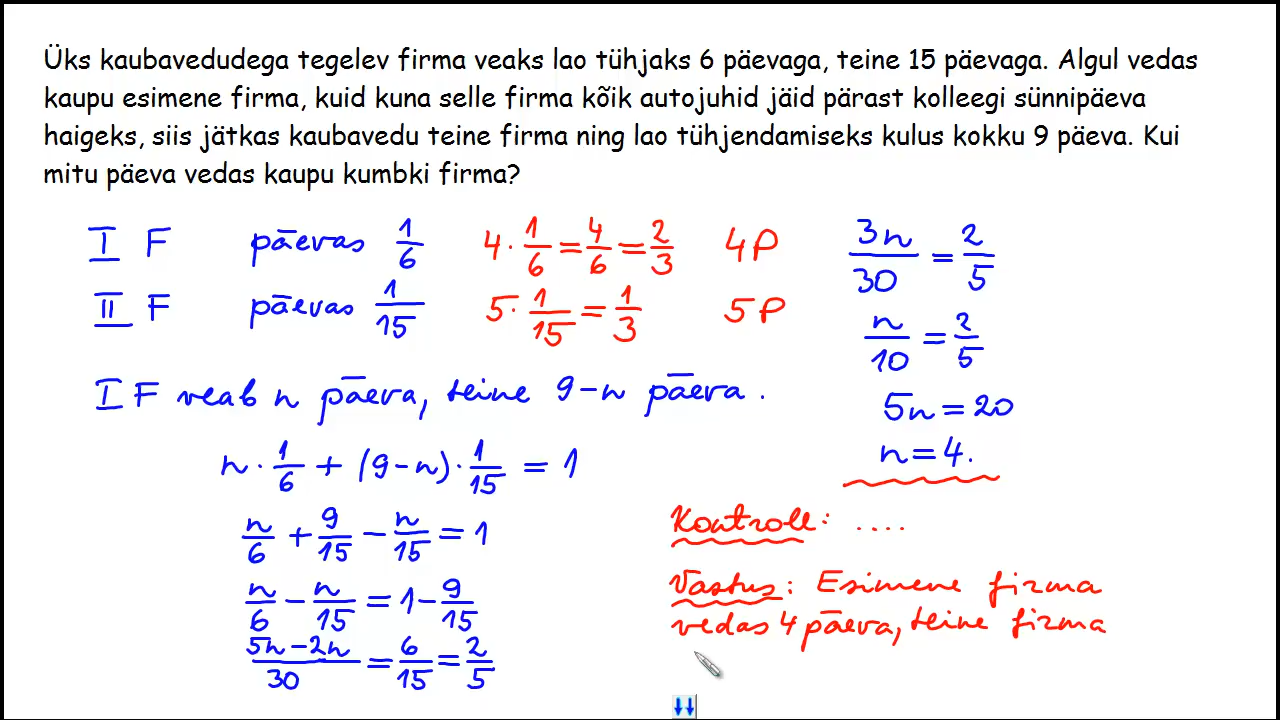 Üks kaubavedudega tegelev firma veaks lao tühjaks 6 päevaga, teine 15 päevaga. Algul vedas
kaupu esimene firma, kuid kuna selle firma kõik autojuhid jäid pärast kolleegi sünnipäeva
haigeks, siis jätkas kaubavedu teine firma ning lao tühjendamiseks kulus kokku 9 päeva. Kui
mitu päeva vedas kaupu kumbki firma?
I F päevas 1/6 4 · 1/6 = 4/6 = 2/3 4P
II F päevas 1/15 5 · 1/15 = 1/3 5P
I F veab n päeva, teine 9 – n päeva.
n · 1/6 + (9 – n) · 1/15 = 1
n/6 + 9/15 – n/15 = 1
n/6 – n/15 = 1 – 9/15
5n – 2n/30 = 6/15 = 2/5
3n/30 = 2/5
n/10 = 2/5
5n = 20
n = 4.
Kontroll: ....
Vastus: Esimene firma
vedas 4 päeva, teine firma